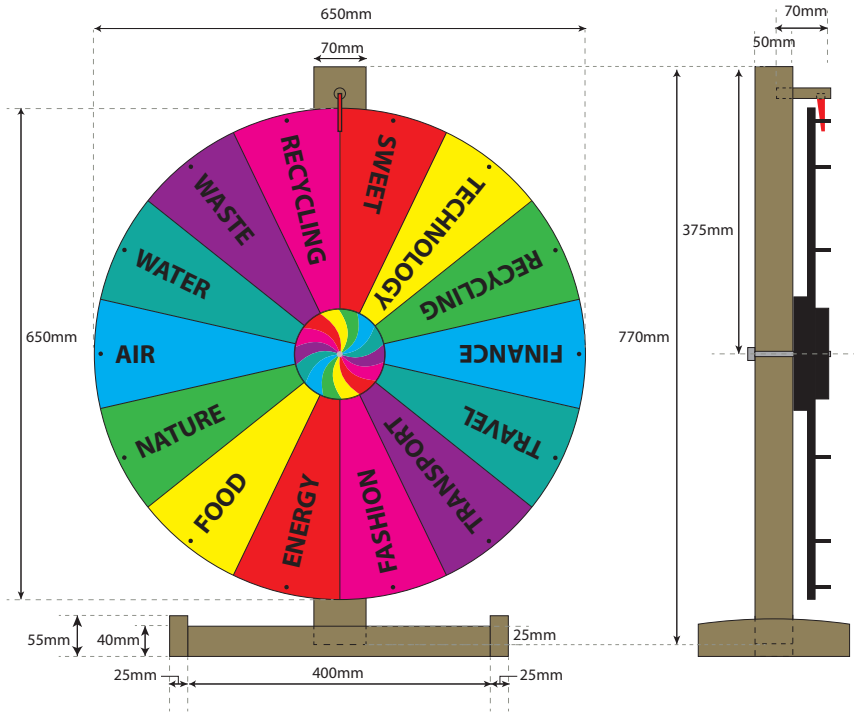 650mm
70mm
70mm
50mm
RECYCLING
SWEET
WASTE
TECHNOLOGY
WATER
RECYCLING
375mm
650mm
770mm
AIR
FINANCE
NATURE
TRAVEL
FOOD
TRANSPORT
ENERGY
FASHION
55mm
40mm
25mm
25mm
400mm
25mm